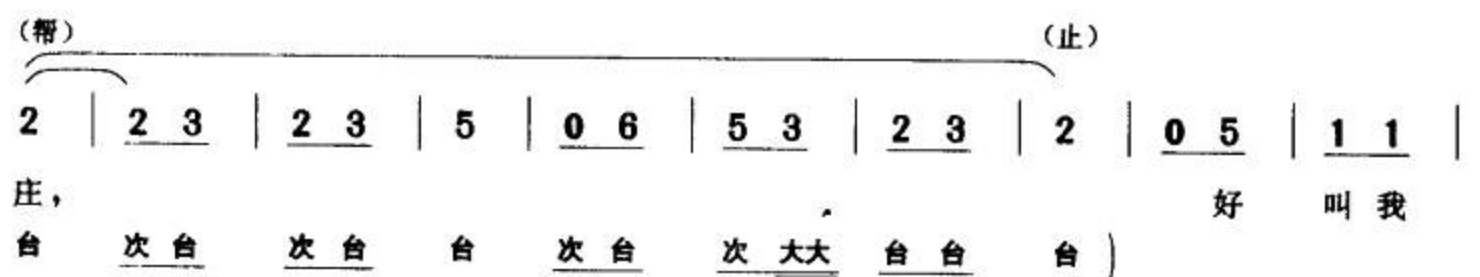 （帮） （止）
2 | 2 3 | 2 3 | 5 | 0 6 | 5 3 | 2 3 | 2 | 0 5 | 1 1 |
庄， 好 叫 我
台 次 台 次 台 台 次 台 次 大大 台 台 台 )